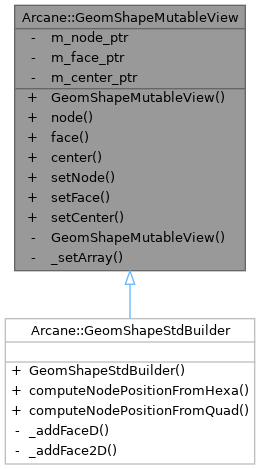 Arcane::GeomShapeMutableView
- m_node_ptr
- m_face_ptr
- m_center_ptr
+ GeomShapeMutableView()
+ node()
+ face()
+ center()
+ setNode()
+ setFace()
+ setCenter()
- GeomShapeMutableView()
- _setArray()
Arcane::GeomShapeStdBuilder
+ GeomShapeStdBuilder()
+ computeNodePositionFromHexa()
+ computeNodePositionFromQuad()
- _addFaceD()
- _addFace2D()